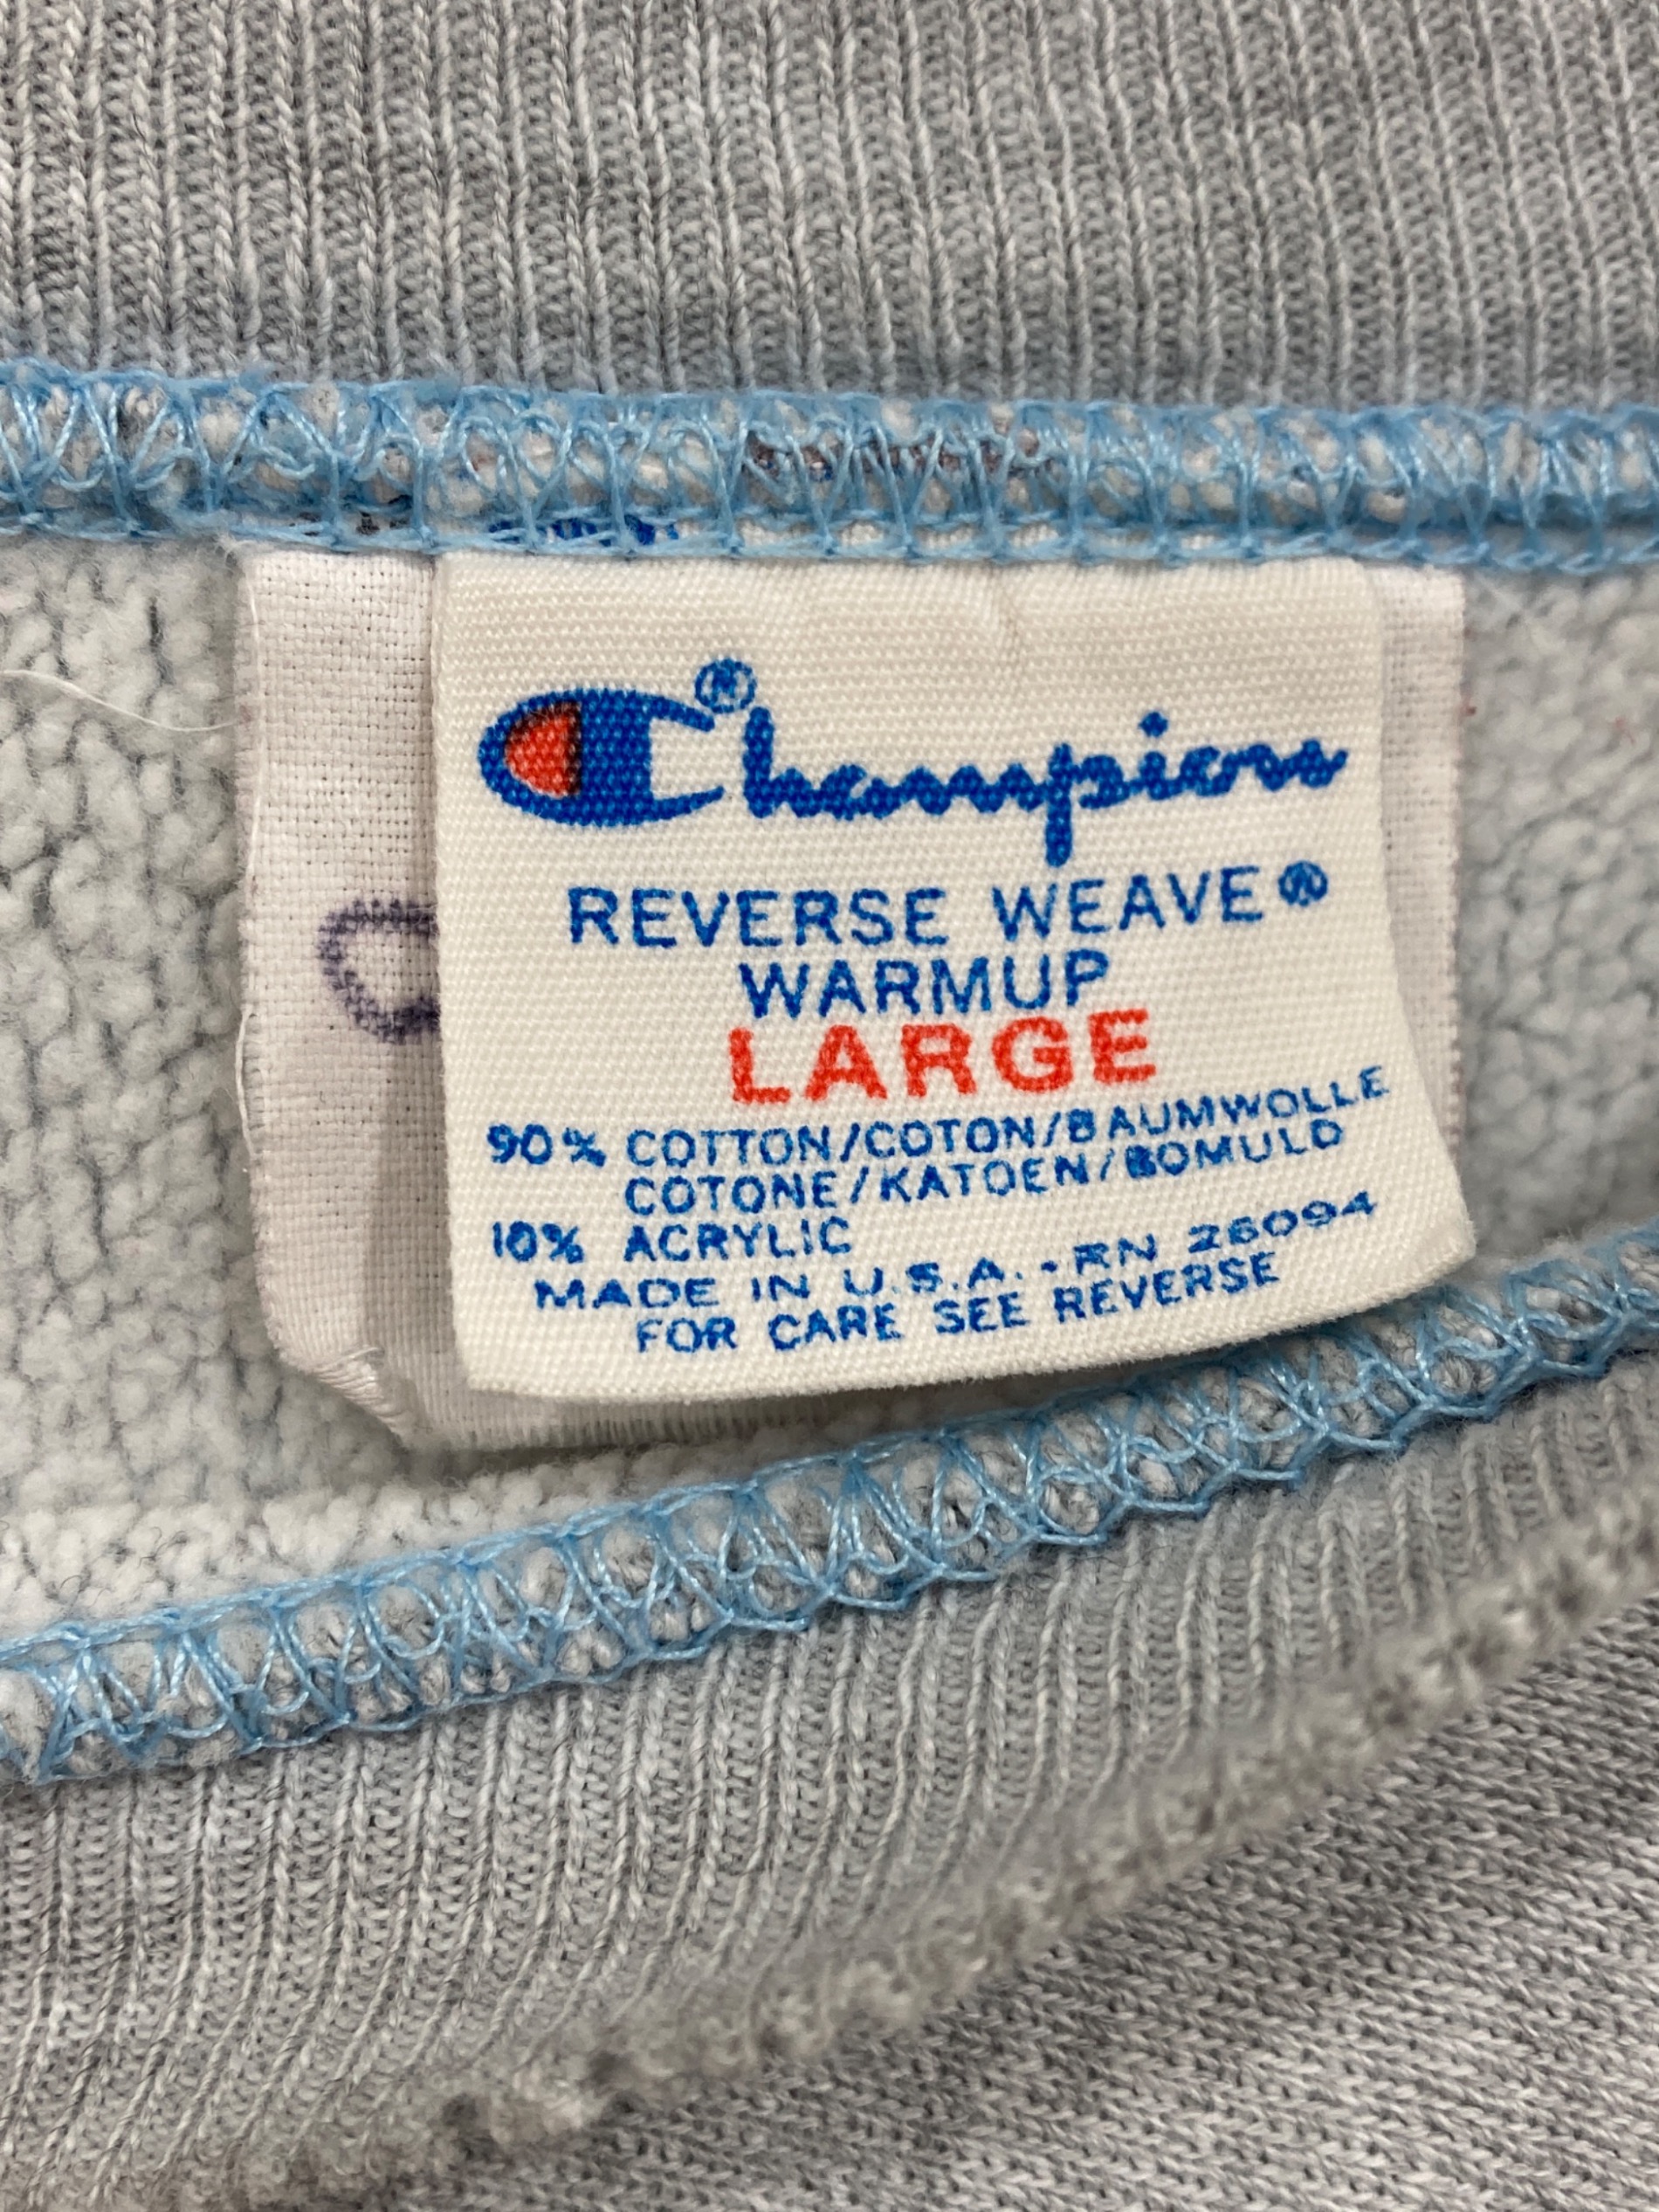 Champion®
REVERSE WEAVE®
WARMUP
LARGE
90% COTTON/COTON/BAUMWOLLE
COTONE/KATOEN/BOMULD
10% ACRYLIC
MADE IN U.S.A. - RN 26094
FOR CARE SEE REVERSE